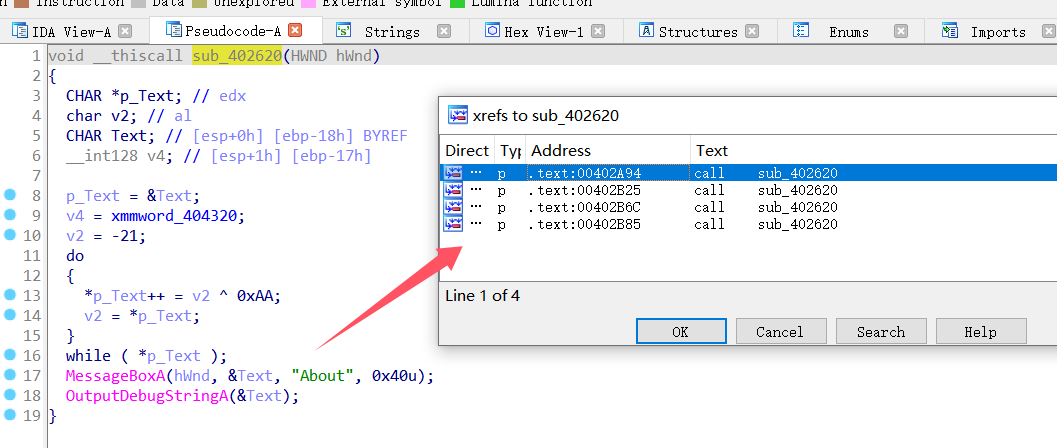 Instruction Data Unexplored External symbol Lumina function
IDA View-A Pseudocode-A Strings Hex View-1 Structures Enums Imports
1 void __thiscall sub_402620(HWND hWnd)
2 {
3 CHAR *p_Text; // edx
4 char v2; // al
5 CHAR Text; // [esp+0h] [ebp-18h] BYREF
6 __int128 v4; // [esp+1h] [ebp-17h]
7
8 p_Text = &Text;
9 v4 = xmmword_404320;
10 v2 = -21;
11 do
12 {
13 *p_Text++ = v2 ^ 0xAA;
14 v2 = *p_Text;
15 }
16 while ( *p_Text );
17 MessageBoxA(hWnd, &Text, "About", 0x40u);
18 OutputDebugStringA(&Text);
19 }
xrefs to sub_402620
Direct Ty Address Text
... p .text:00402A94 call sub_402620
... p .text:00402B25 call sub_402620
... p .text:00402B6C call sub_402620
... p .text:00402B85 call sub_402620
Line 1 of 4
OK Cancel Search Help